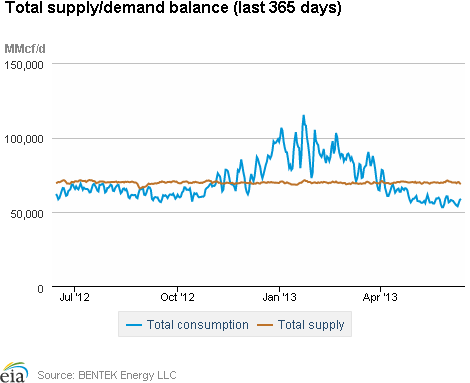 Total supply/demand balance (last 365 days)
MMcf/d
150,000
100,000
50,000
0
Jul '12 Oct '12 Jan '13 Apr '13
Total consumption Total supply
eia Source: BENTEK Energy LLC